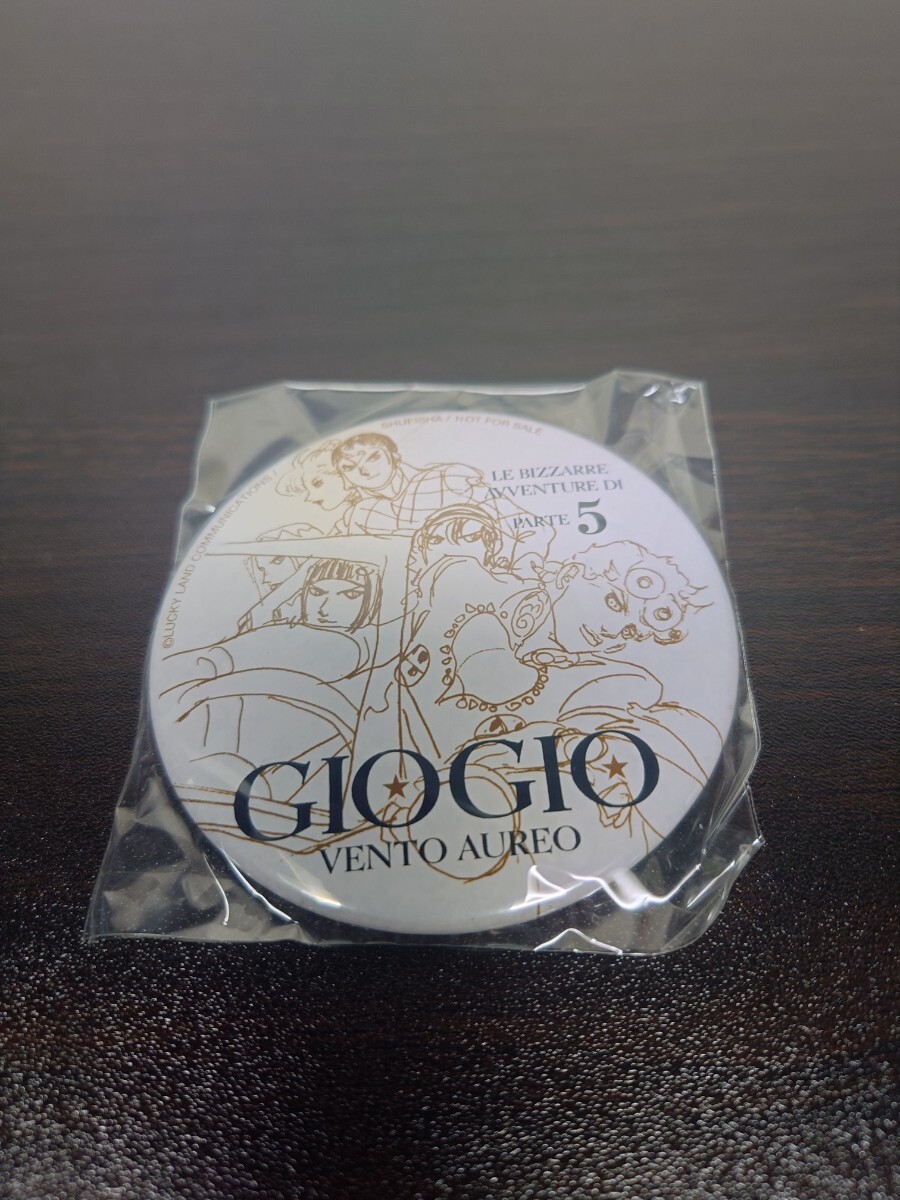 ©LUCKY LAND COMMUNICATIONS /
SHUEISHA / NOT FOR SALE
LE BIZZARRE
AVVENTURE DI
PARTE 5
GIOGIO
VENTO AUREO